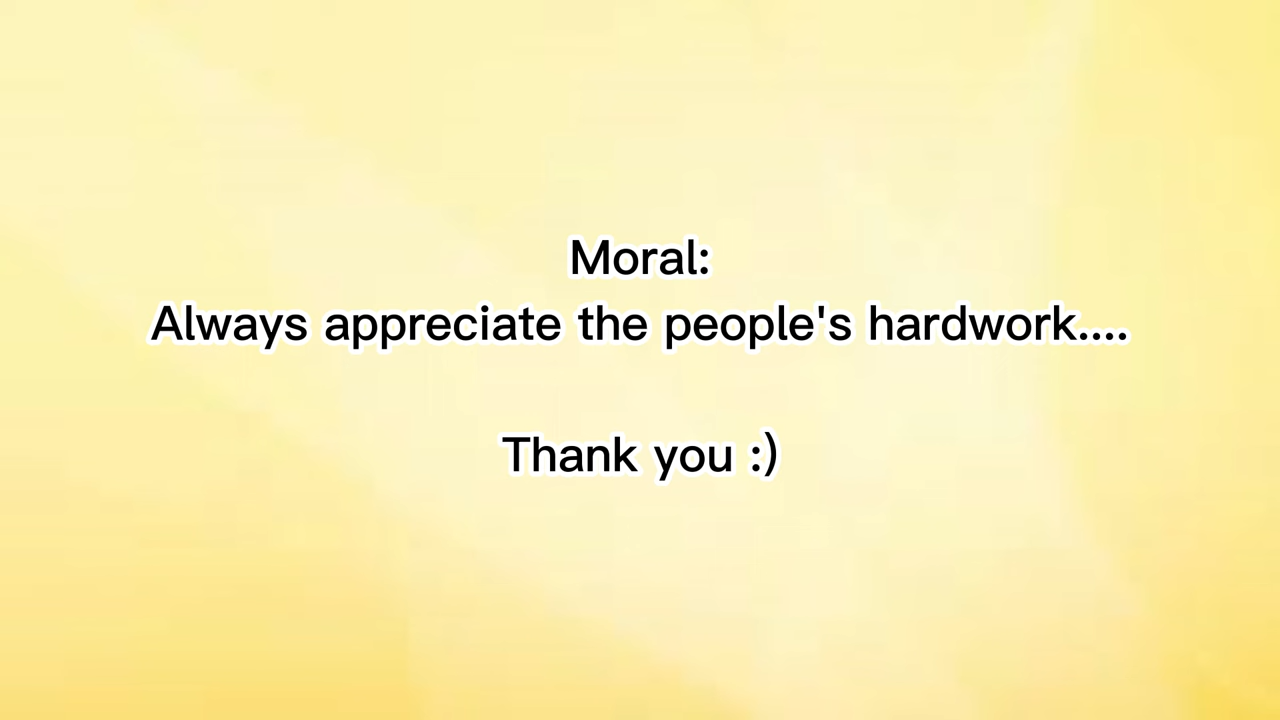 Moral:
Always appreciate the people's hardwork....
Thank you :)